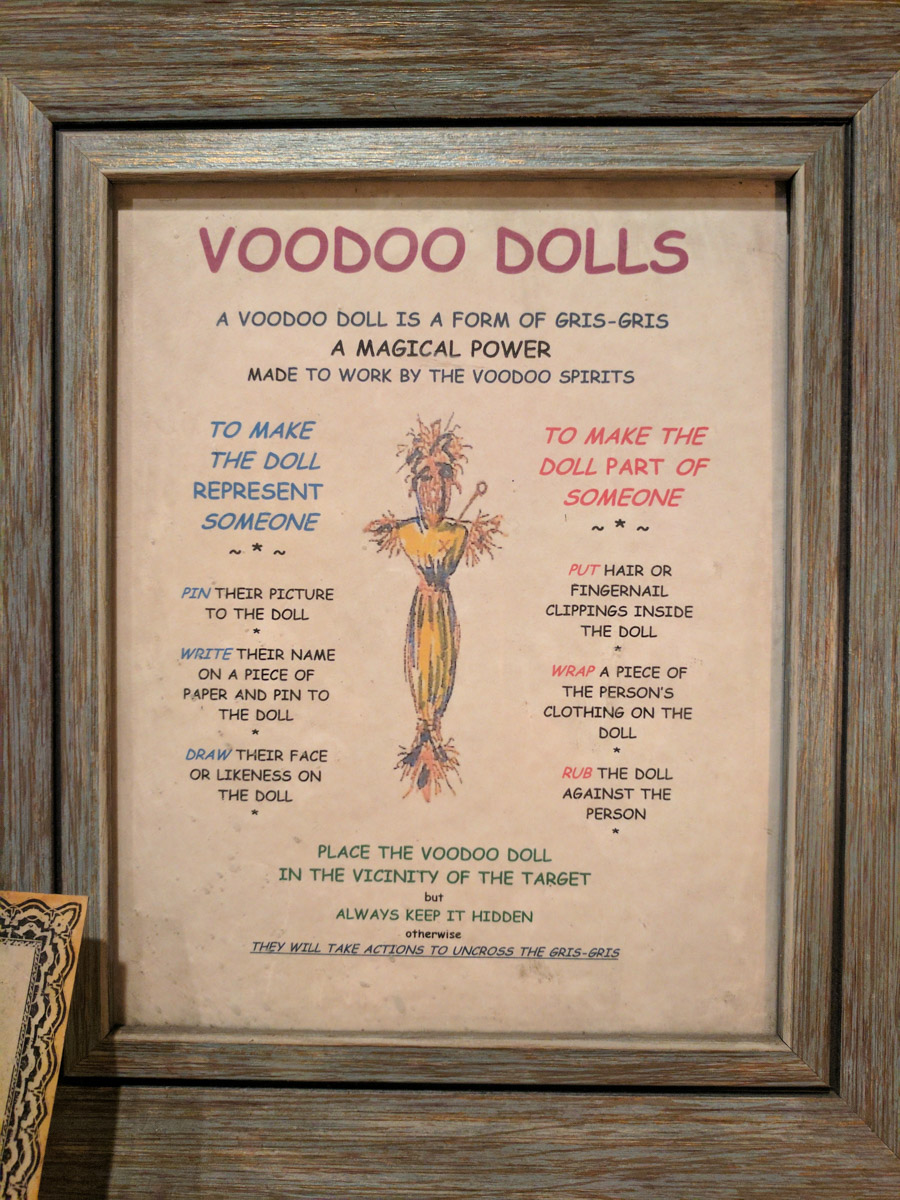 VOODOO DOLLS
A VOODOO DOLL IS A FORM OF GRIS-GRIS
A MAGICAL POWER
MADE TO WORK BY THE VOODOO SPIRITS
TO MAKE
THE DOLL
REPRESENT
SOMEONE
~ * ~
PIN THEIR PICTURE
TO THE DOLL
*
WRITE THEIR NAME
ON A PIECE OF
PAPER AND PIN TO
THE DOLL
*
DRAW THEIR FACE
OR LIKENESS ON
THE DOLL
*
TO MAKE THE
DOLL PART OF
SOMEONE
~ * ~
PUT HAIR OR
FINGERNAIL
CLIPPINGS INSIDE
THE DOLL
*
WRAP A PIECE OF
THE PERSON'S
CLOTHING ON THE
DOLL
*
RUB THE DOLL
AGAINST THE
PERSON
*
PLACE THE VOODOO DOLL
IN THE VICINITY OF THE TARGET
but
ALWAYS KEEP IT HIDDEN
otherwise
THEY WILL TAKE ACTIONS TO UNCROSS THE GRIS-GRIS